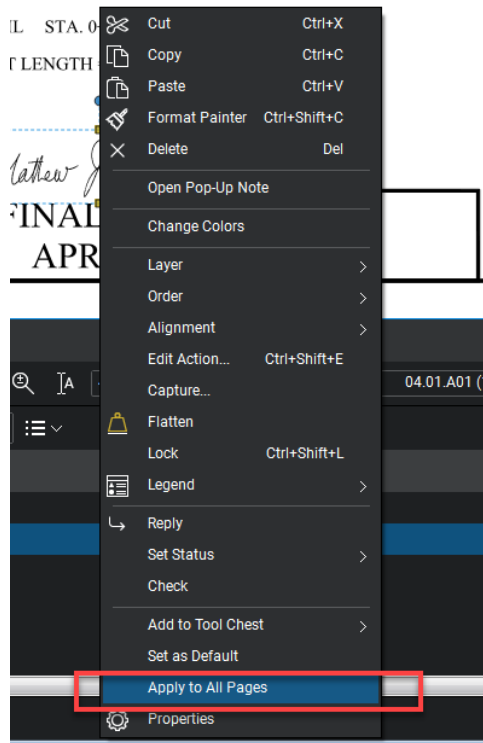 IL STA. 0
T LENGTH
FINAL
APR
Cut Ctrl+X
Copy Ctrl+C
Paste Ctrl+V
Format Painter Ctrl+Shift+C
Delete Del
Open Pop-Up Note
Change Colors
Layer
Order
Alignment
Edit Action... Ctrl+Shift+E
Capture...
Flatten
Lock Ctrl+Shift+L
Legend
Reply
Set Status
Check
Add to Tool Chest
Set as Default
Apply to All Pages
Properties
04.01.A01 (